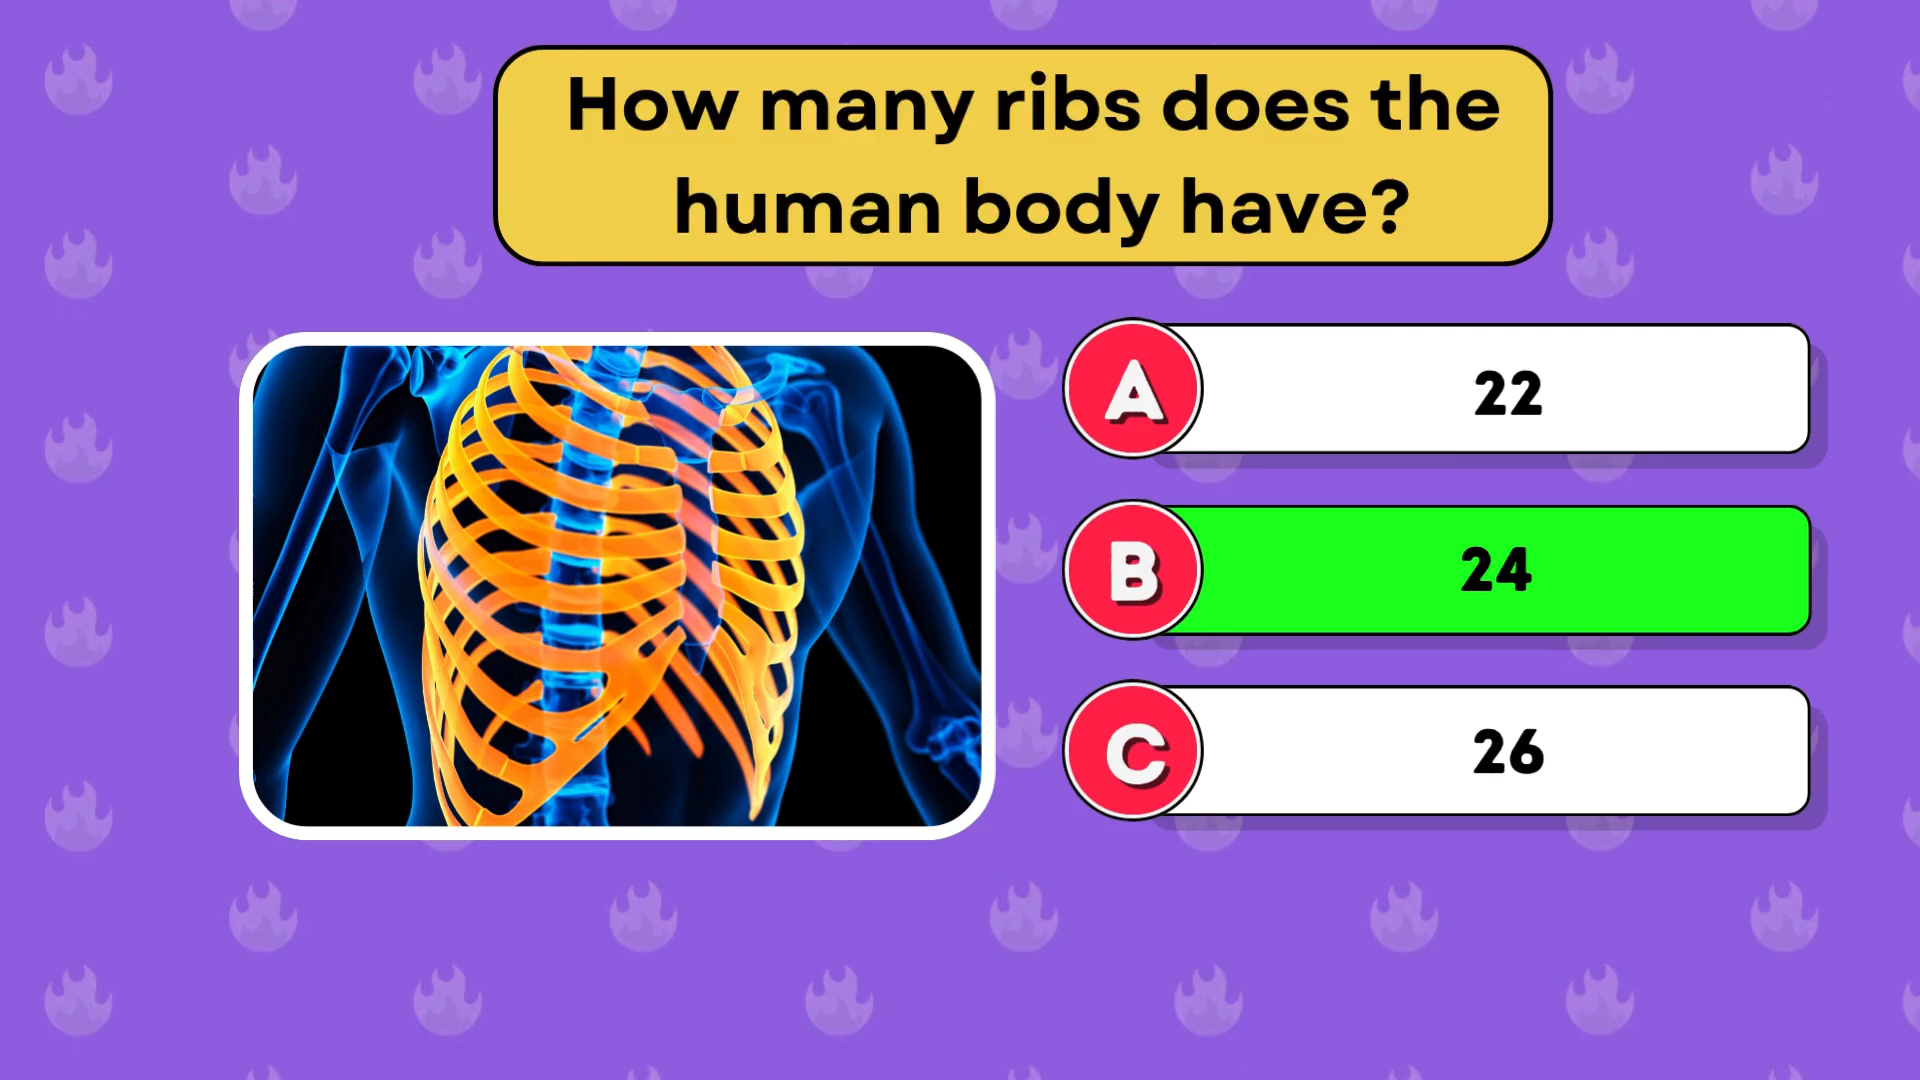 How many ribs does the
human body have?
A 22
B 24
C 26